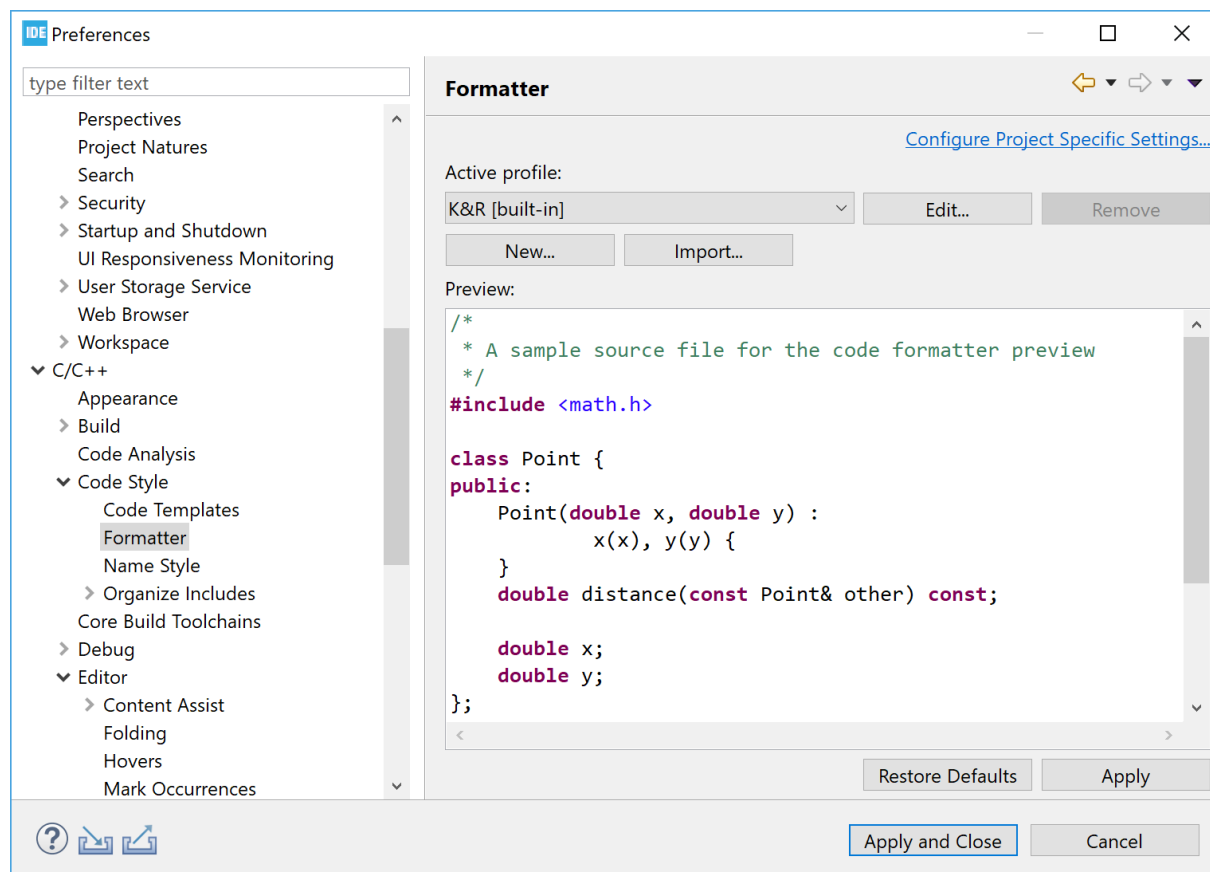 IDE Preferences
type filter text
Perspectives
Project Natures
Search
Security
Startup and Shutdown
UI Responsiveness Monitoring
User Storage Service
Web Browser
Workspace
C/C++
Appearance
Build
Code Analysis
Code Style
Code Templates
Formatter
Name Style
Organize Includes
Core Build Toolchains
Debug
Editor
Content Assist
Folding
Hovers
Mark Occurrences
Formatter
Configure Project Specific Settings...
Active profile:
K&R [built-in]
Edit...
Remove
New...
Import...
Preview:
/*
 * A sample source file for the code formatter preview
 */
#include <math.h>

class Point {
public:
    Point(double x, double y) :
            x(x), y(y) {
    }
    double distance(const Point& other) const;

    double x;
    double y;
};
Restore Defaults
Apply
?
Apply and Close
Cancel